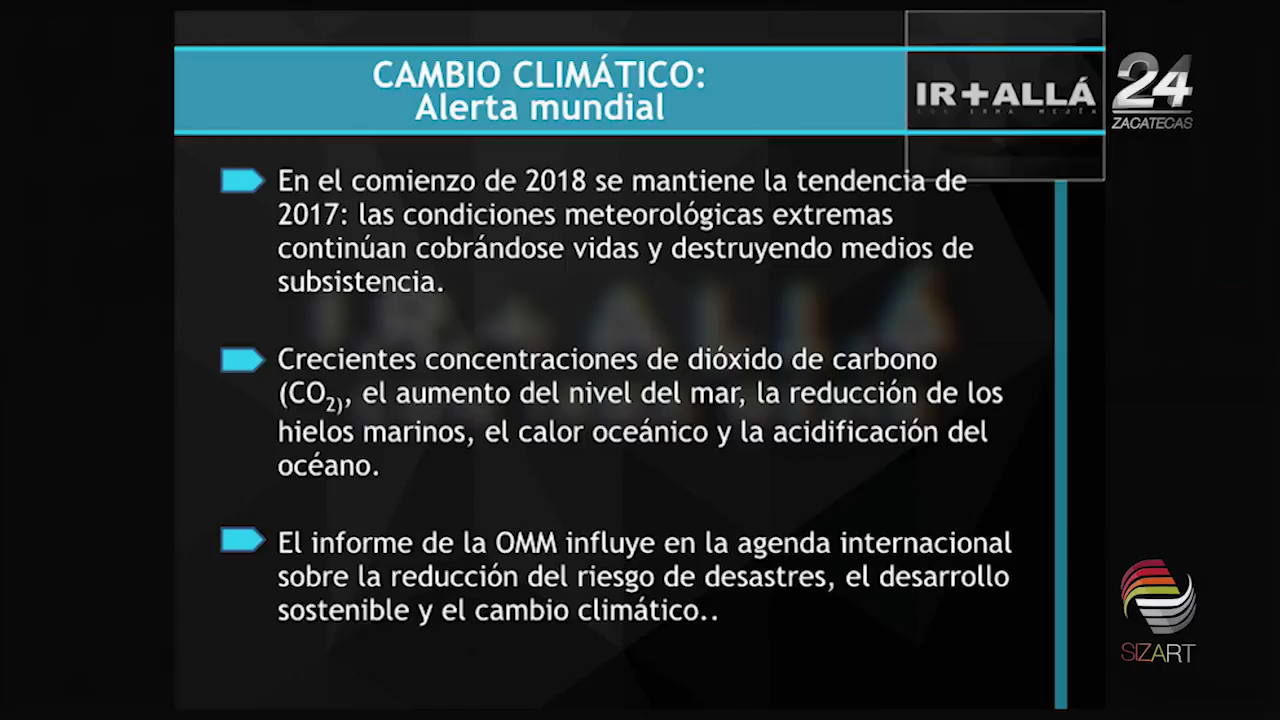 CAMBIO CLIMÁTICO:
Alerta mundial
IR+ALLÁ
CON IRMA MEJÍA
24
ZACATECAS
En el comienzo de 2018 se mantiene la tendencia de
2017: las condiciones meteorológicas extremas
continúan cobrándose vidas y destruyendo medios de
subsistencia.
Crecientes concentraciones de dióxido de carbono
(CO2), el aumento del nivel del mar, la reducción de los
hielos marinos, el calor oceánico y la acidificación del
océano.
El informe de la OMM influye en la agenda internacional
sobre la reducción del riesgo de desastres, el desarrollo
sostenible y el cambio climático..
SIZART